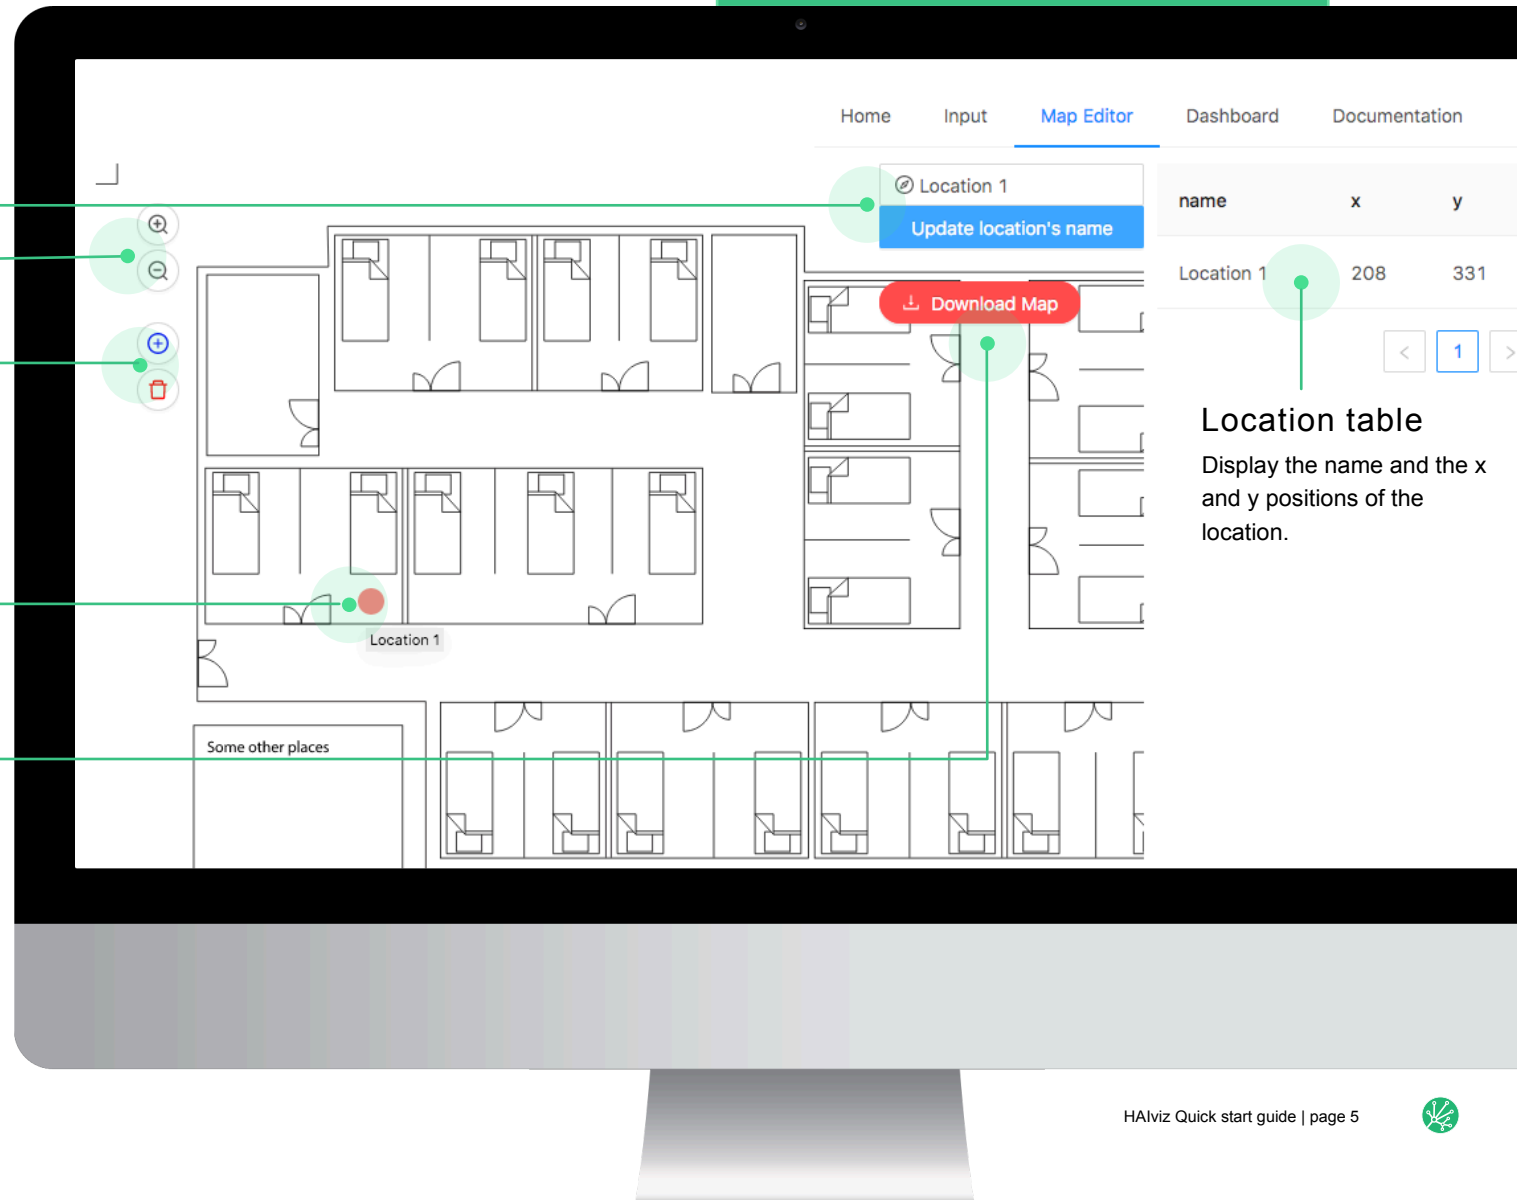 Home Input Map Editor Dashboard Documentation
Location 1
Update location's name
Download Map
name x y
Location 1 208 331
< 1 >
Location table
Display the name and the x
and y positions of the
location.
Location 1
Some other places
HAIviz Quick start guide | page 5